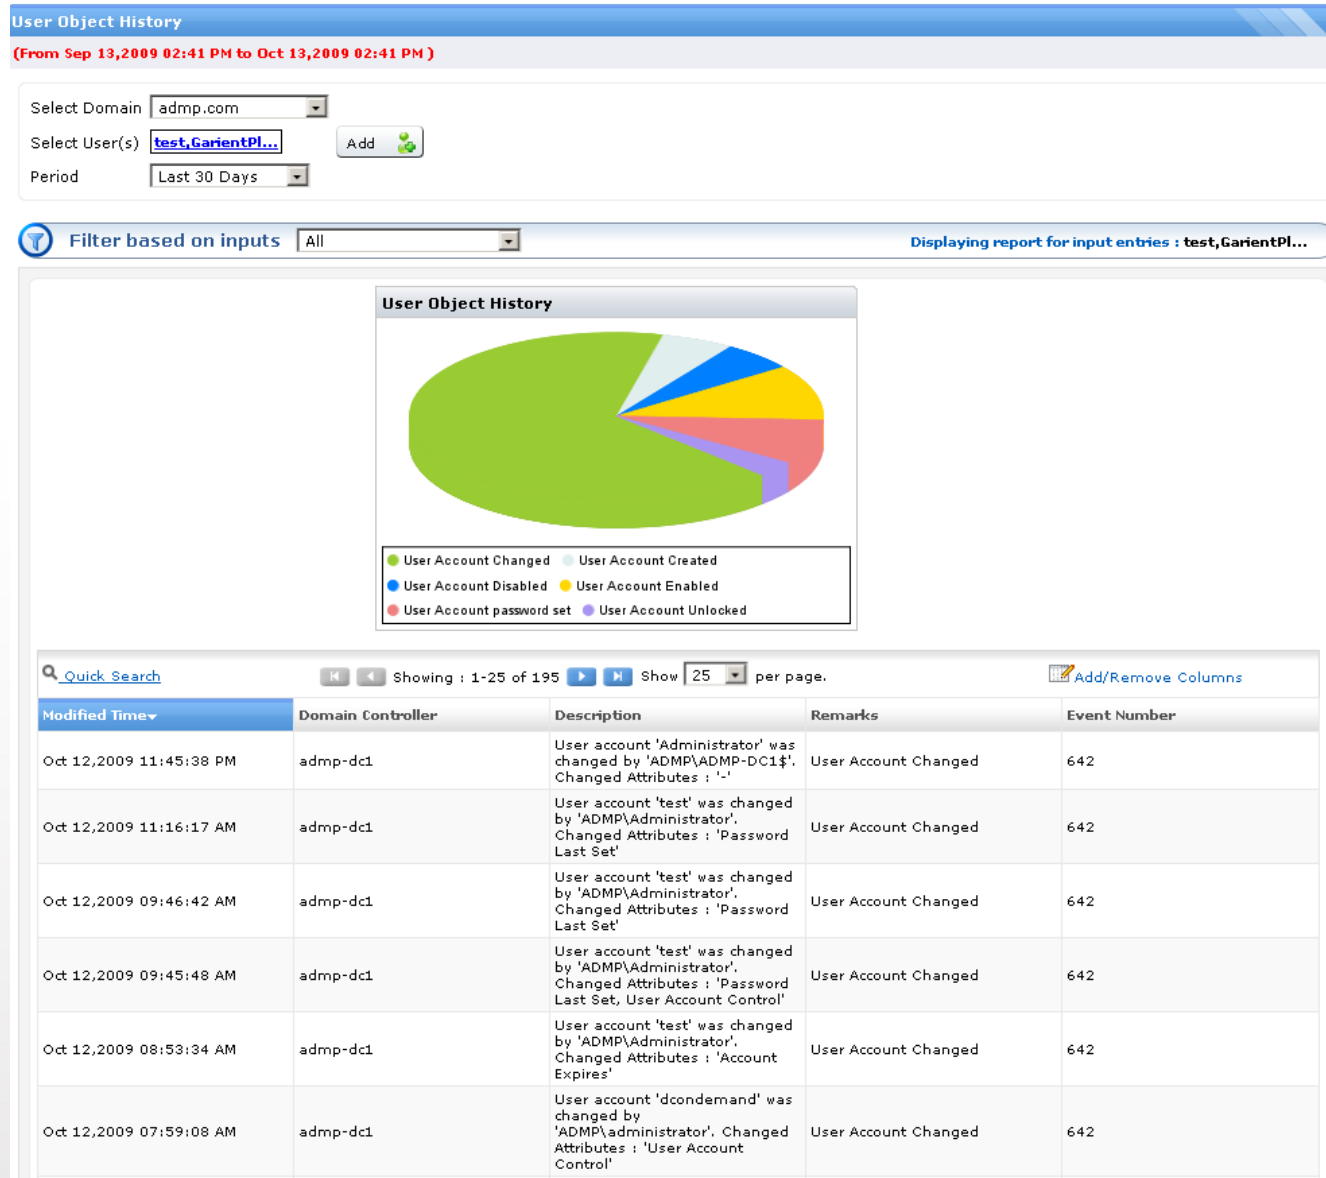 User Object History
(From Sep 13,2009 02:41 PM to Oct 13,2009 02:41 PM )
Select Domain admp.com
Select User(s) test,GarientPl... Add
Period Last 30 Days
Filter based on inputs All Displaying report for input entries : test,GarientPl...
User Object History
User Account Changed User Account Created
User Account Disabled User Account Enabled
User Account password set User Account Unlocked
Quick Search Showing : 1-25 of 195 Show 25 per page. Add/Remove Columns
Modified Time Domain Controller Description Remarks Event Number
User account 'Administrator' was
Oct 12,2009 11:45:38 PM admp-dc1 changed by 'ADMP\ADMP-DC1$'. User Account Changed 642
Changed Attributes : '-'
User account 'test' was changed
by 'ADMP\Administrator'.
Oct 12,2009 11:16:17 AM admp-dc1 Changed Attributes : 'Password User Account Changed 642
Last Set'
User account 'test' was changed
by 'ADMP\Administrator'.
Oct 12,2009 09:46:42 AM admp-dc1 Changed Attributes : 'Password User Account Changed 642
Last Set'
User account 'test' was changed
by 'ADMP\Administrator'.
Oct 12,2009 09:45:48 AM admp-dc1 Changed Attributes : 'Password User Account Changed 642
Last Set, User Account Control'
User account 'test' was changed
by 'ADMP\Administrator'.
Oct 12,2009 08:53:34 AM admp-dc1 Changed Attributes : 'Account User Account Changed 642
Expires'
User account 'dcondemand' was
changed by
Oct 12,2009 07:59:08 AM admp-dc1 'ADMP\administrator'. Changed User Account Changed 642
Attributes : 'User Account
Control'